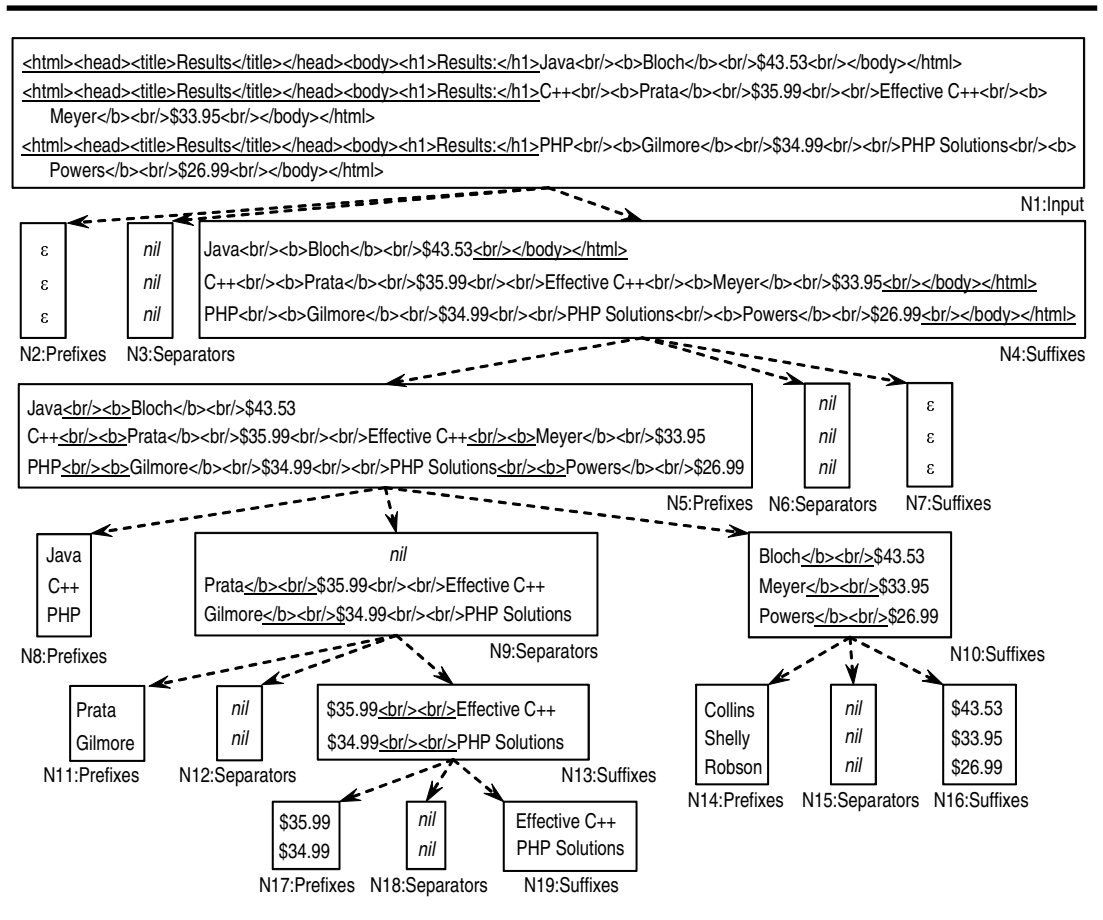 <html><head><title>Results</title></head><body><h1>Results:</h1>Java<br/><b>Bloch</b><br/>$43.53<br/></body></html>
<html><head><title>Results</title></head><body><h1>Results:</h1>C++<br/><b>Prata</b><br/>$35.99<br/><br/>Effective C++<br/><b>
Meyer</b><br/>$33.95<br/></body></html>
<html><head><title>Results</title></head><body><h1>Results:</h1>PHP<br/><b>Gilmore</b><br/>$34.99<br/><br/>PHP Solutions<br/><b>
Powers</b><br/>$26.99<br/></body></html>
N1:Input
ε
ε
ε
N2:Prefixes
nil
nil
nil
N3:Separators
Java<br/><b>Bloch</b><br/>$43.53<br/></body></html>
C++<br/><b>Prata</b><br/>$35.99<br/><br/>Effective C++<br/><b>Meyer</b><br/>$33.95<br/></body></html>
PHP<br/><b>Gilmore</b><br/>$34.99<br/><br/>PHP Solutions<br/><b>Powers</b><br/>$26.99<br/></body></html>
N4:Suffixes
Java<br/><b>Bloch</b><br/>$43.53
C++<br/><b>Prata</b><br/>$35.99<br/><br/>Effective C++<br/><b>Meyer</b><br/>$33.95
PHP<br/><b>Gilmore</b><br/>$34.99<br/><br/>PHP Solutions<br/><b>Powers</b><br/>$26.99
N5:Prefixes
nil
nil
nil
N6:Separators
ε
ε
ε
N7:Suffixes
Java
C++
PHP
N8:Prefixes
nil
Prata</b><br/>$35.99<br/><br/>Effective C++
Gilmore</b><br/>$34.99<br/><br/>PHP Solutions
N9:Separators
Bloch</b><br/>$43.53
Meyer</b><br/>$33.95
Powers</b><br/>$26.99
N10:Suffixes
Prata
Gilmore
N11:Prefixes
nil
nil
N12:Separators
$35.99<br/><br/>Effective C++
$34.99<br/><br/>PHP Solutions
N13:Suffixes
Collins
Shelly
Robson
N14:Prefixes
nil
nil
nil
N15:Separators
$43.53
$33.95
$26.99
N16:Suffixes
$35.99
$34.99
N17:Prefixes
nil
nil
N18:Separators
Effective C++
PHP Solutions
N19:Suffixes